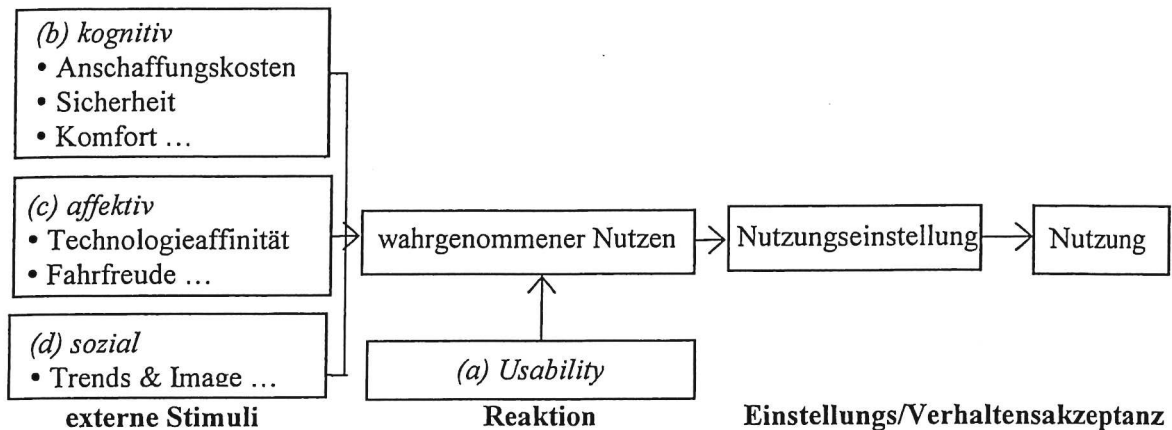 (b) kognitiv
• Anschaffungskosten
• Sicherheit
• Komfort ...
(c) affektiv
• Technologieaffinität
• Fahrfreude ...
(d) sozial
• Trends & Image ...
externe Stimuli
wahrgenommener Nutzen
(a) Usability
Reaktion
Nutzungseinstellung
Nutzung
Einstellungs/Verhaltensakzeptanz